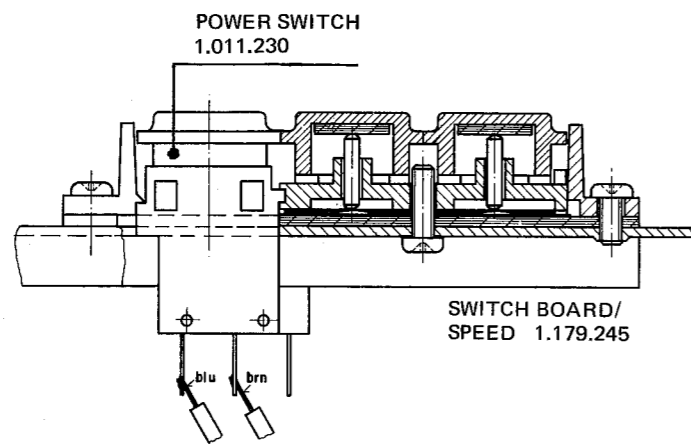 POWER SWITCH
1.011.230
SWITCH BOARD/
SPEED 1.179.245
blu
brn